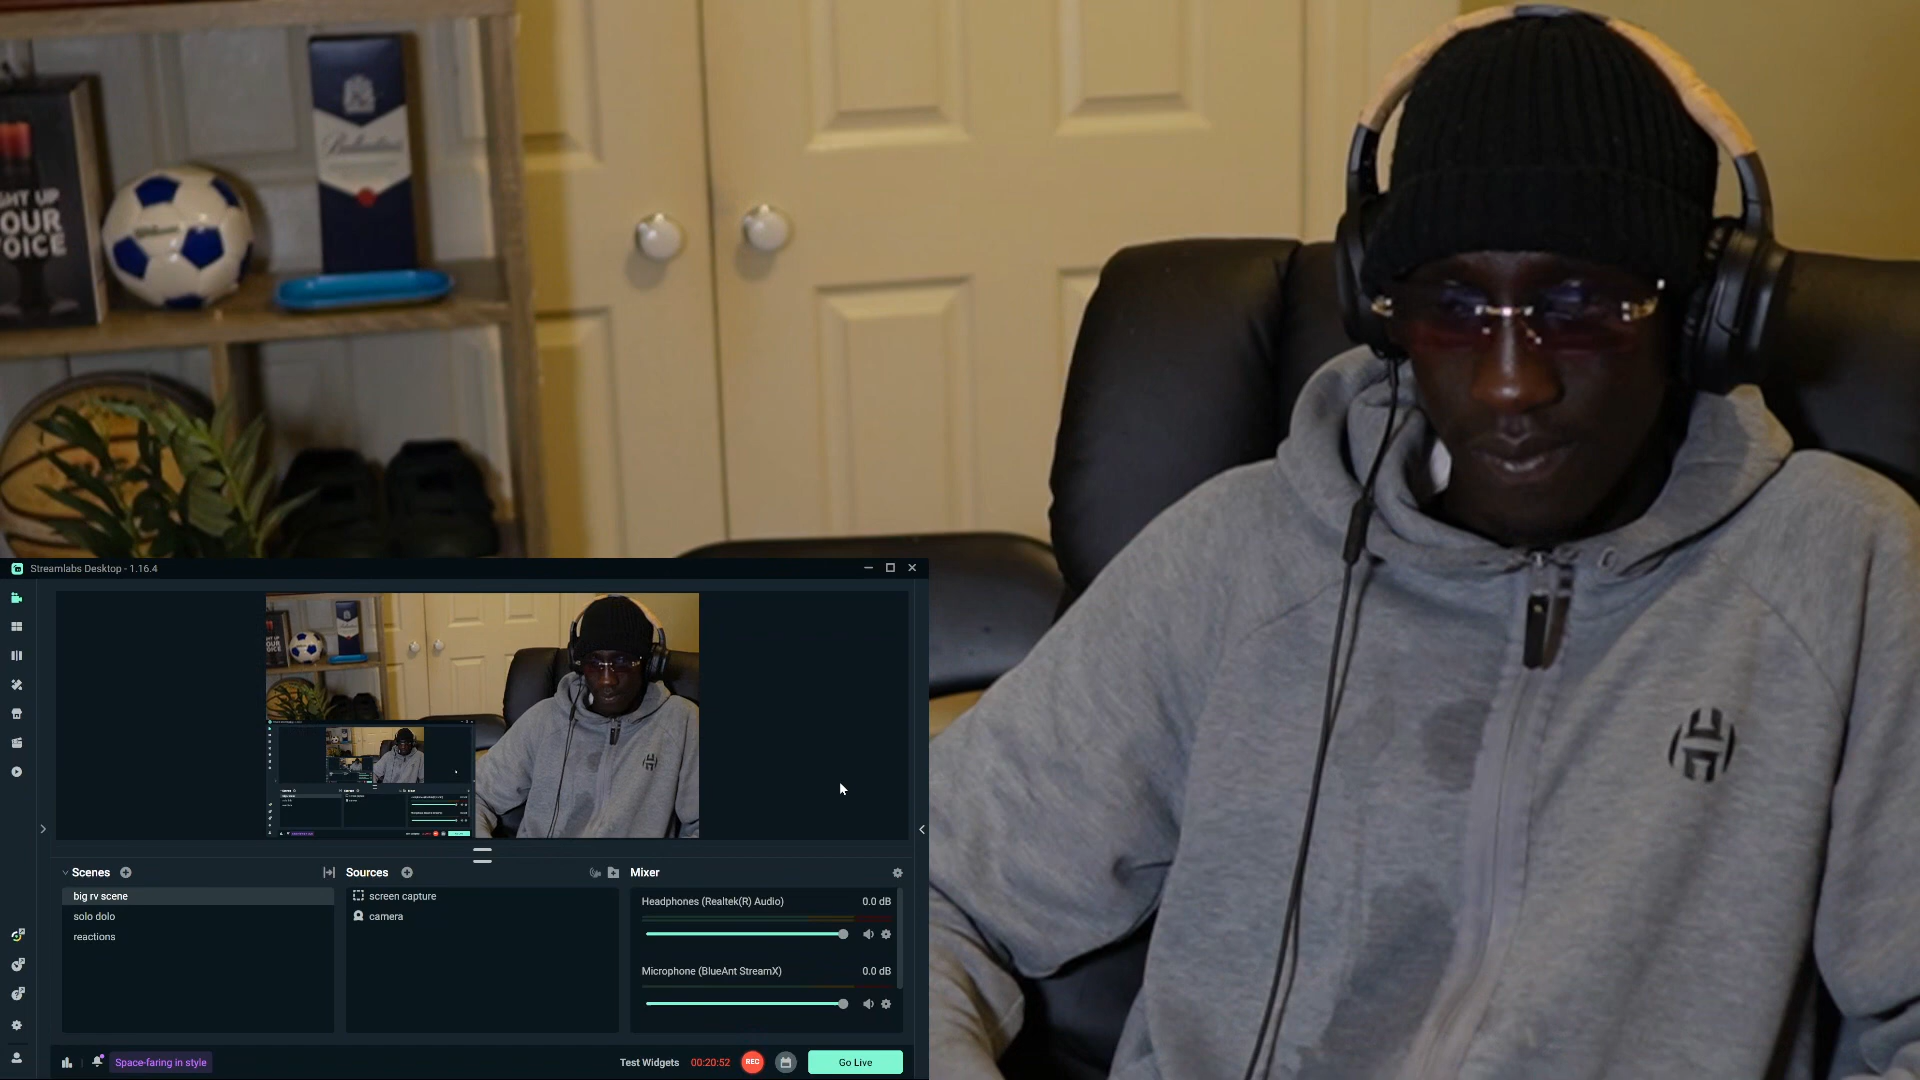 GHT UP
OUR
OICE
Ballantine's
Streamlabs Desktop - 1.16.4
Scenes
big rv scene
solo dolo
reactions
Sources
screen capture
camera
Mixer
Headphones (Realtek(R) Audio)
0.0 dB
Microphone (BlueAnt StreamX)
0.0 dB
Space-faring in style
Test Widgets
00:20:52
REC
Go Live